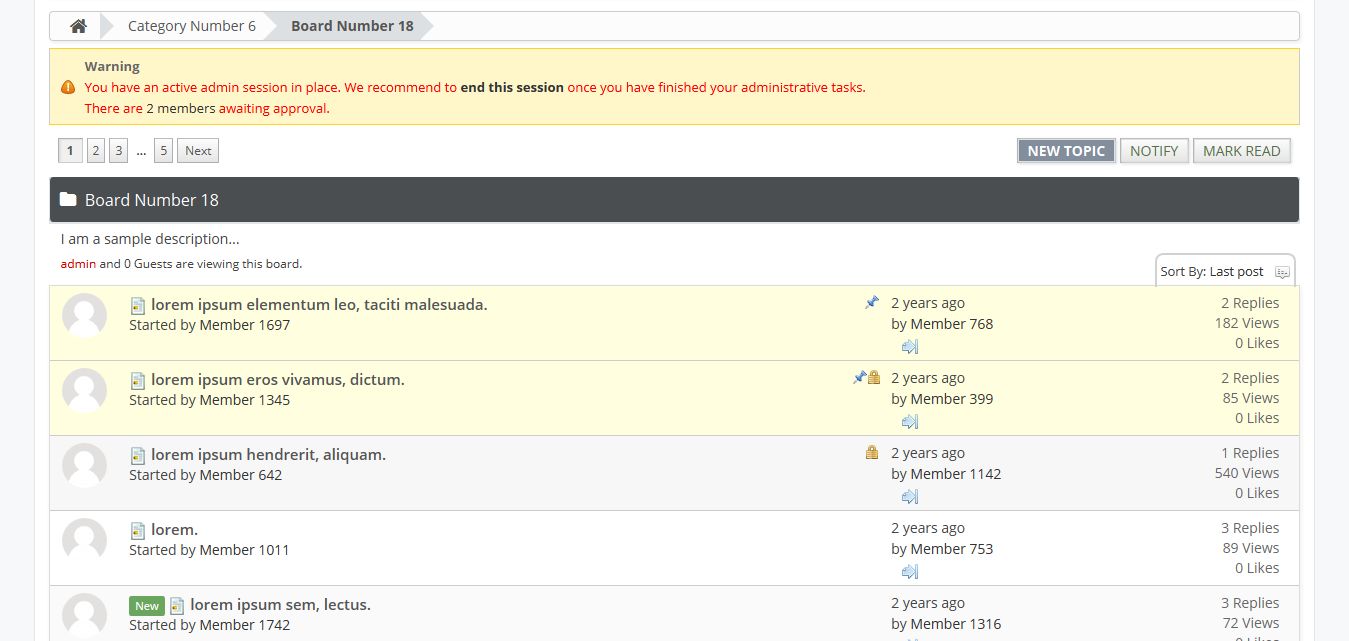 Category Number 6 Board Number 18
Warning
You have an active admin session in place. We recommend to end this session once you have finished your administrative tasks.
There are 2 members awaiting approval.
1 2 3 ... 5 Next NEW TOPIC NOTIFY MARK READ
Board Number 18
I am a sample description...
admin and 0 Guests are viewing this board.
Sort By: Last post
lorem ipsum elementum leo, taciti malesuada.
Started by Member 1697
2 years ago
by Member 768
2 Replies
182 Views
0 Likes
lorem ipsum eros vivamus, dictum.
Started by Member 1345
2 years ago
by Member 399
2 Replies
85 Views
0 Likes
lorem ipsum hendrerit, aliquam.
Started by Member 642
2 years ago
by Member 1142
1 Replies
540 Views
0 Likes
lorem.
Started by Member 1011
2 years ago
by Member 753
3 Replies
89 Views
0 Likes
New lorem ipsum sem, lectus.
Started by Member 1742
2 years ago
by Member 1316
3 Replies
72 Views